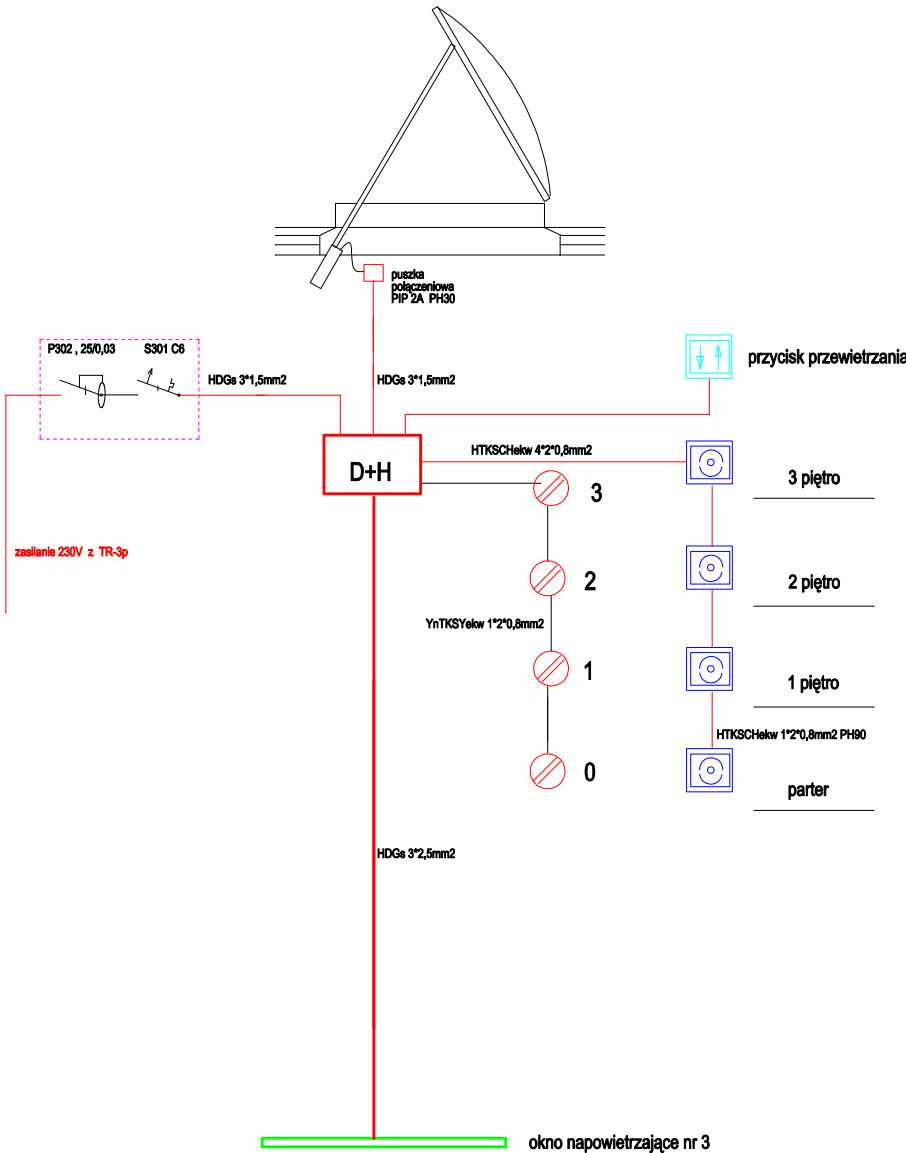 puszka
połączeniowa
PIP 2A PH30
P302 , 25/0,03 S301 C6
przycisk przewietrzania
HDGs 3*1,5mm2
HDGs 3*1,5mm2
HTKSCHekw 4*2*0,8mm2
D+H
3
3 piętro
zasilanie 230V z TR-3p
2
2 piętro
YnTKSYekw 1*2*0,8mm2
1
1 piętro
HTKSCHekw 1*2*0,8mm2 PH90
0
parter
HDGs 3*2,5mm2
okno napowietrzające nr 3